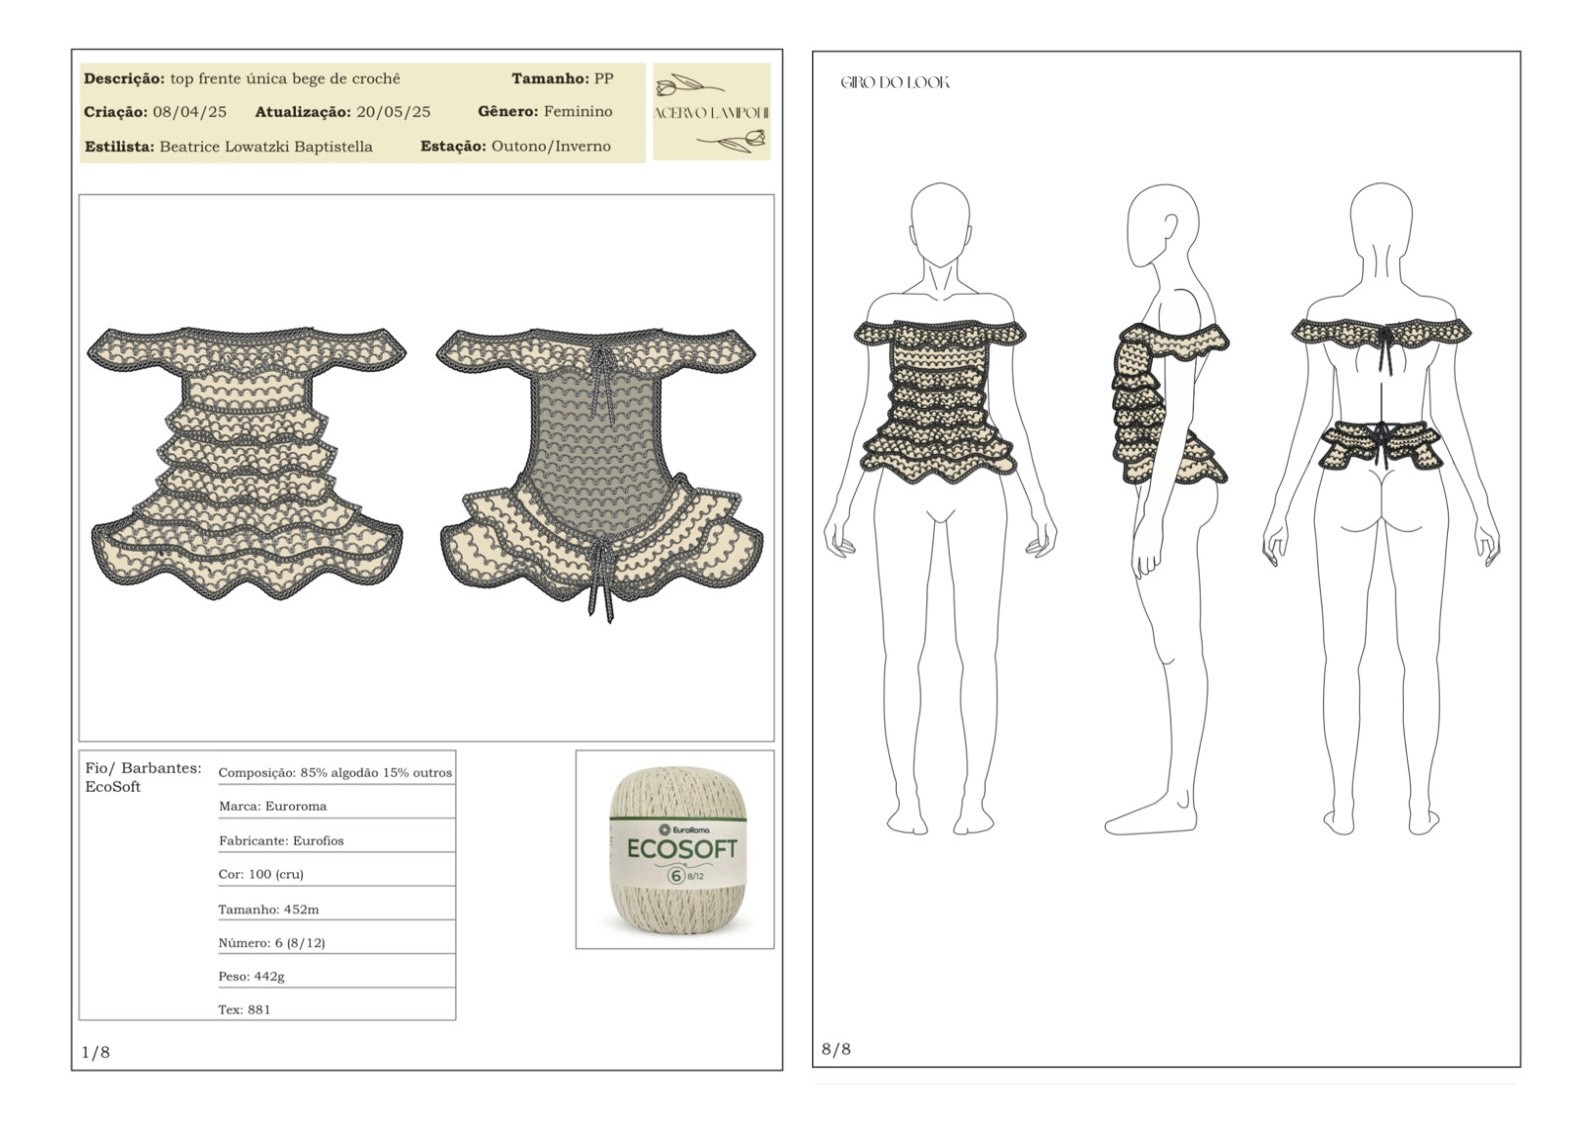 Descrição: top frente única bege de crochê
Tamanho: PP
Criação: 08/04/25
Atualização: 20/05/25
Gênero: Feminino
Estilista: Beatrice Lowatzki Baptistella
Estação: Outono/Inverno
ACERVO LAMPOHI
Fio/ Barbantes:
EcoSoft
Composição: 85% algodão 15% outros
Marca: Euroroma
Fabricante: Eurofios
Cor: 100 (cru)
Tamanho: 452m
Número: 6 (8/12)
Peso: 442g
Tex: 881
EuroRoma
ECOSOFT
6 8/12
1/8
GIRO DO LOOK
8/8